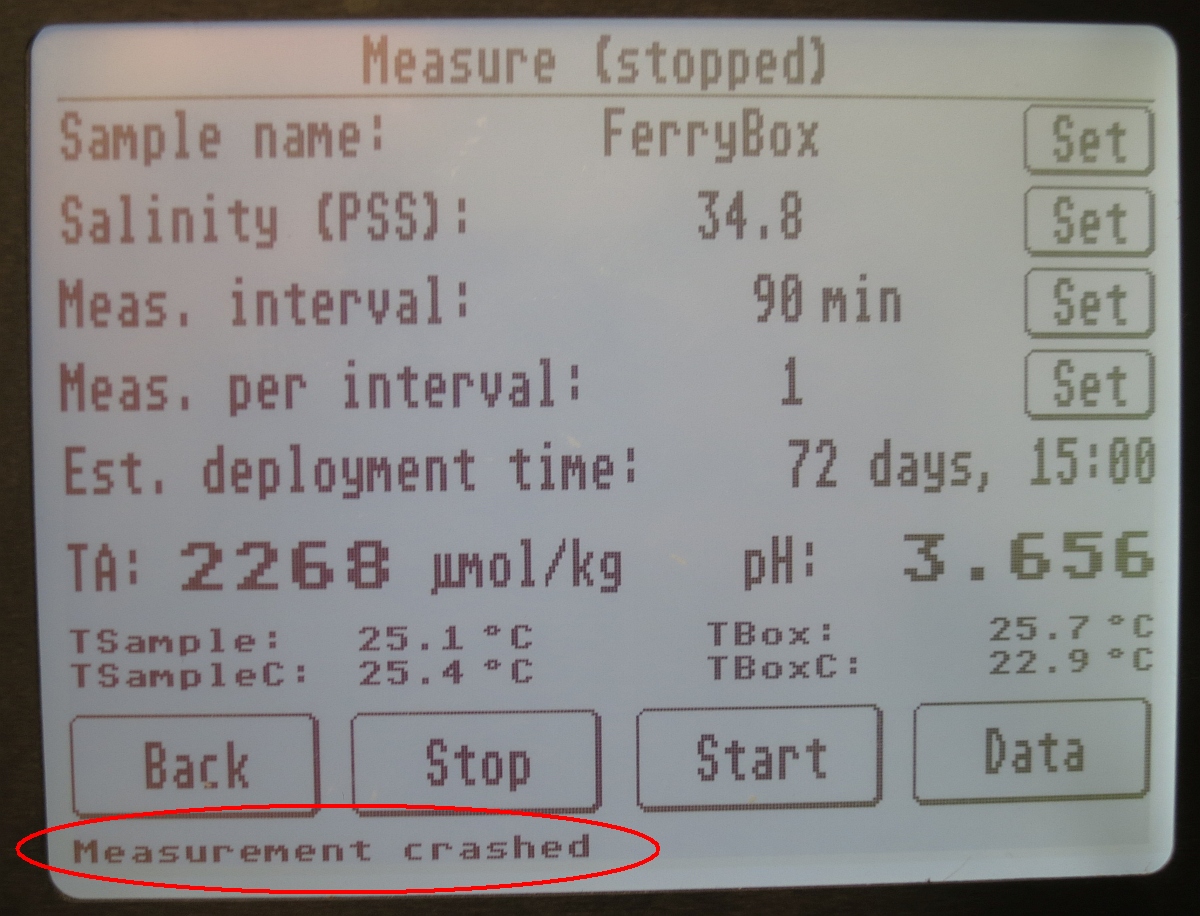 Measure (stopped)
Sample name: FerryBox Set
Salinity (PSS): 34.8 Set
Meas. interval: 90 min Set
Meas. per interval: 1 Set
Est. deployment time: 72 days, 15:00
TA: 2268 µmol/kg pH: 3.656
TSample: 25.1 °C TBox: 25.7 °C
TSampleC: 25.4 °C TBoxC: 22.9 °C
Back Stop Start Data
Measurement crashed